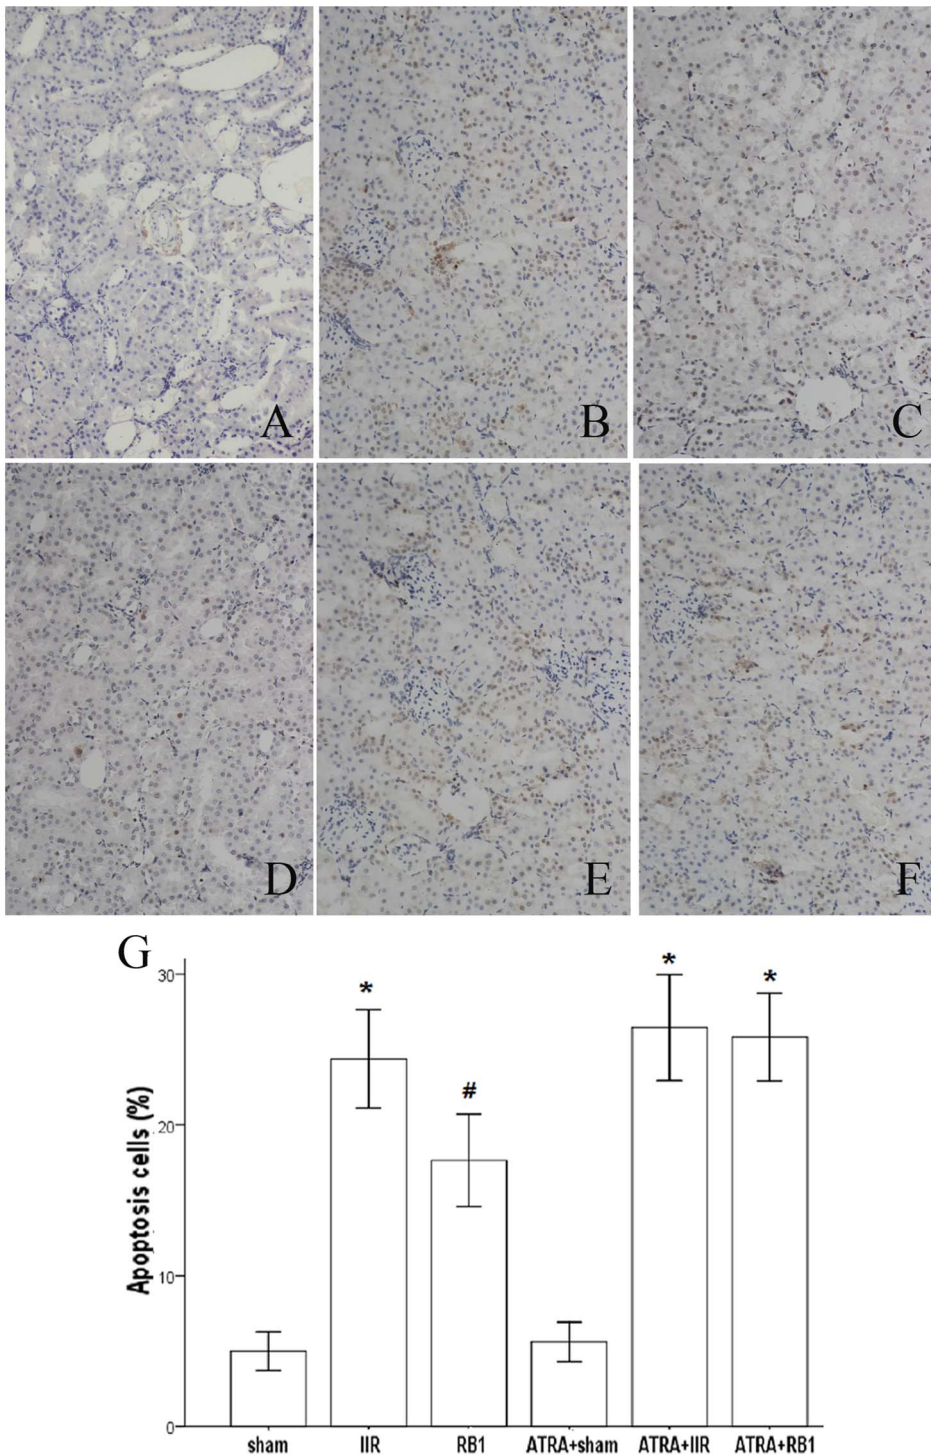 A
B
C
D
E
F
G
30
20
10
0
Apoptosis cells (%)
*
#
*
*
sham IIR RB1 ATRA+sham ATRA+IIR ATRA+RB1